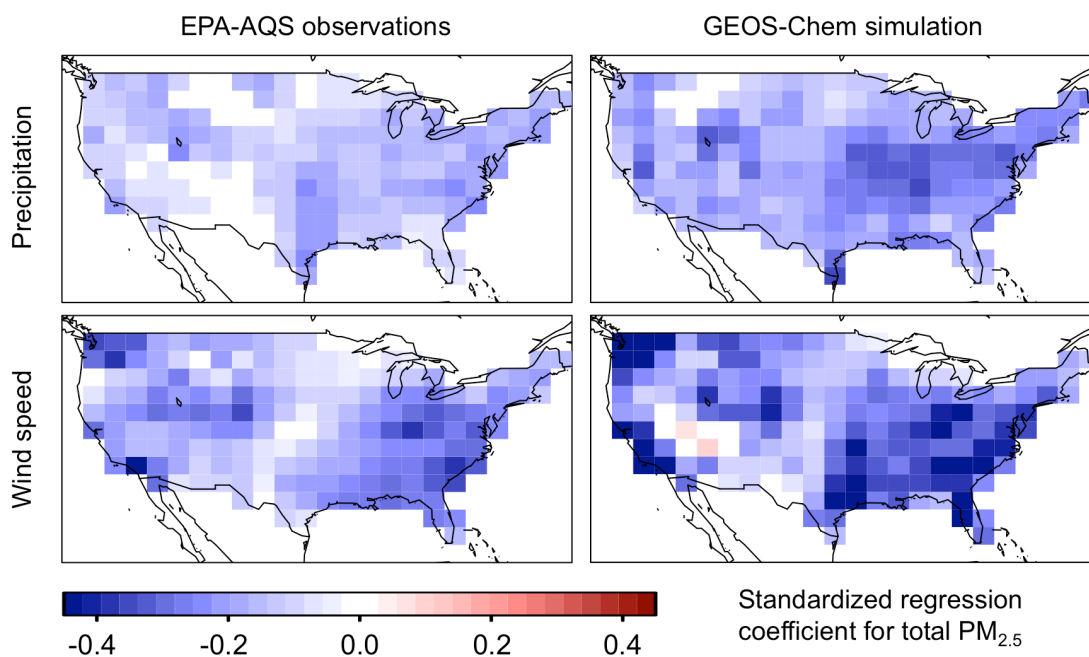 EPA-AQS observations
GEOS-Chem simulation
Precipitation
Wind speed
-0.4 -0.2 0.0 0.2 0.4
Standardized regression
coefficient for total PM2.5